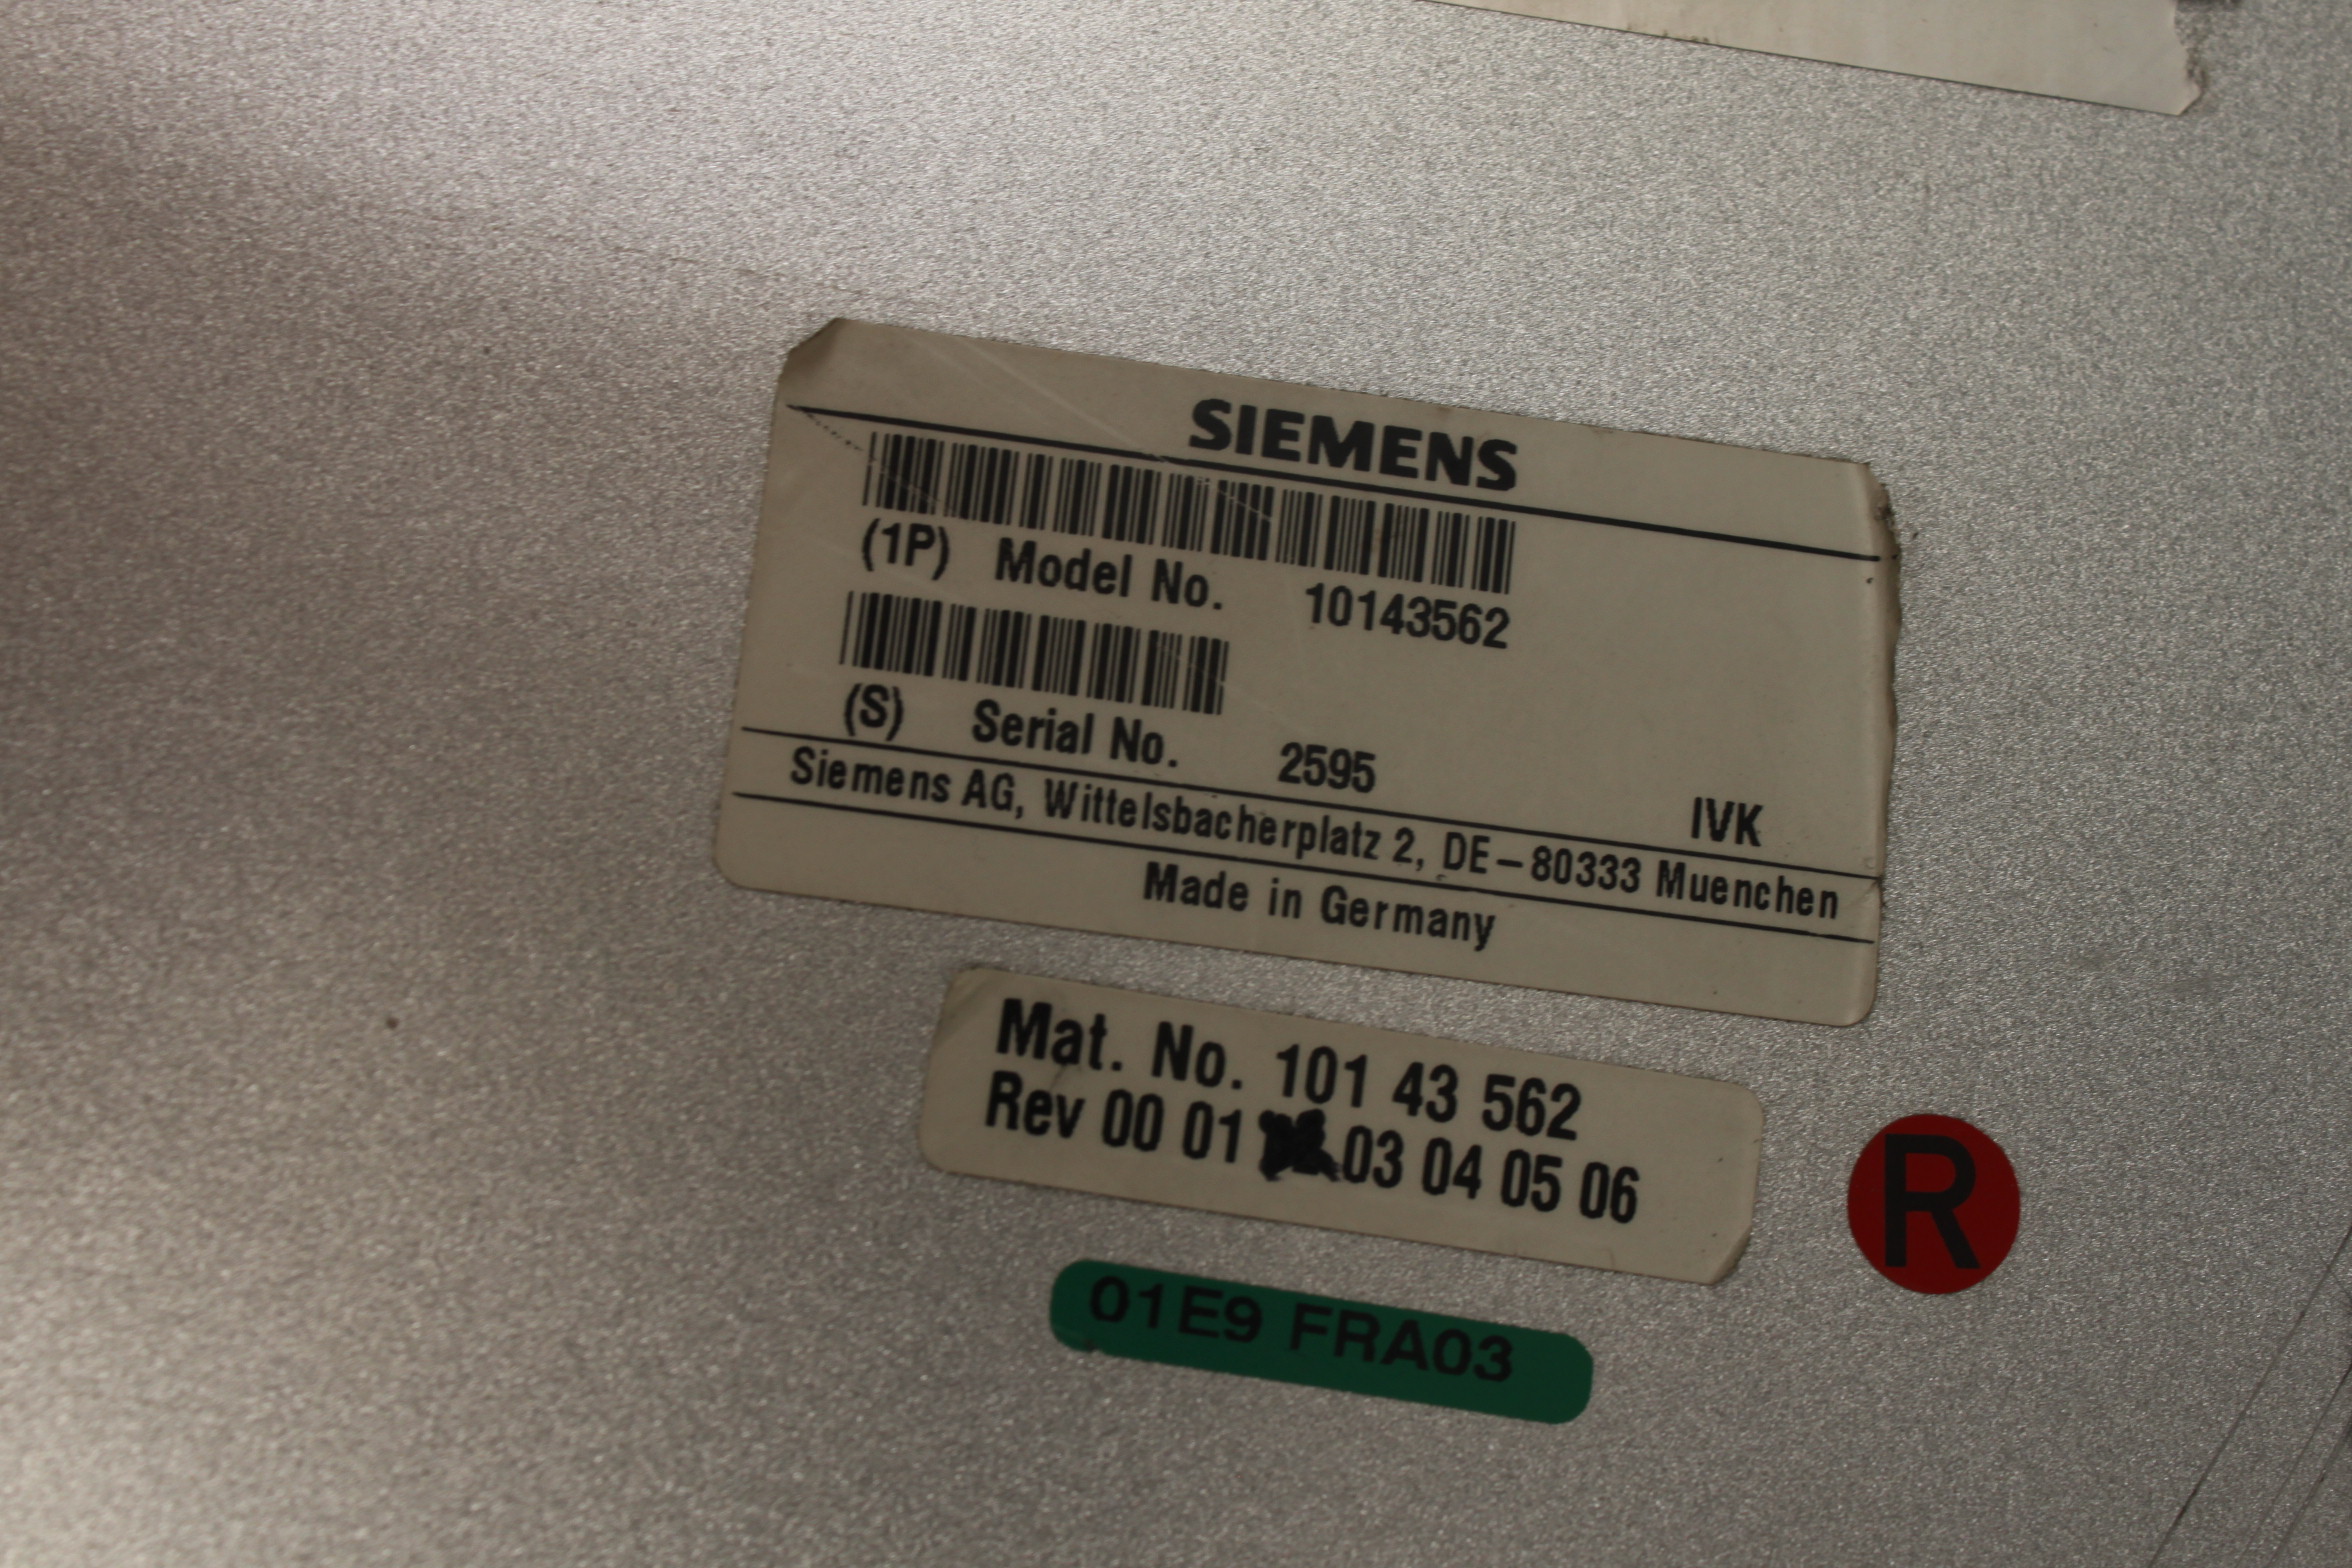 SIEMENS
(1P) Model No. 10143562
(S) Serial No. 2595 IVK
Siemens AG, Wittelsbacherplatz 2, DE-80333 Muenchen
Made in Germany
Mat. No. 101 43 562
Rev 00 01 03 04 05 06
R
01E9 FRA03